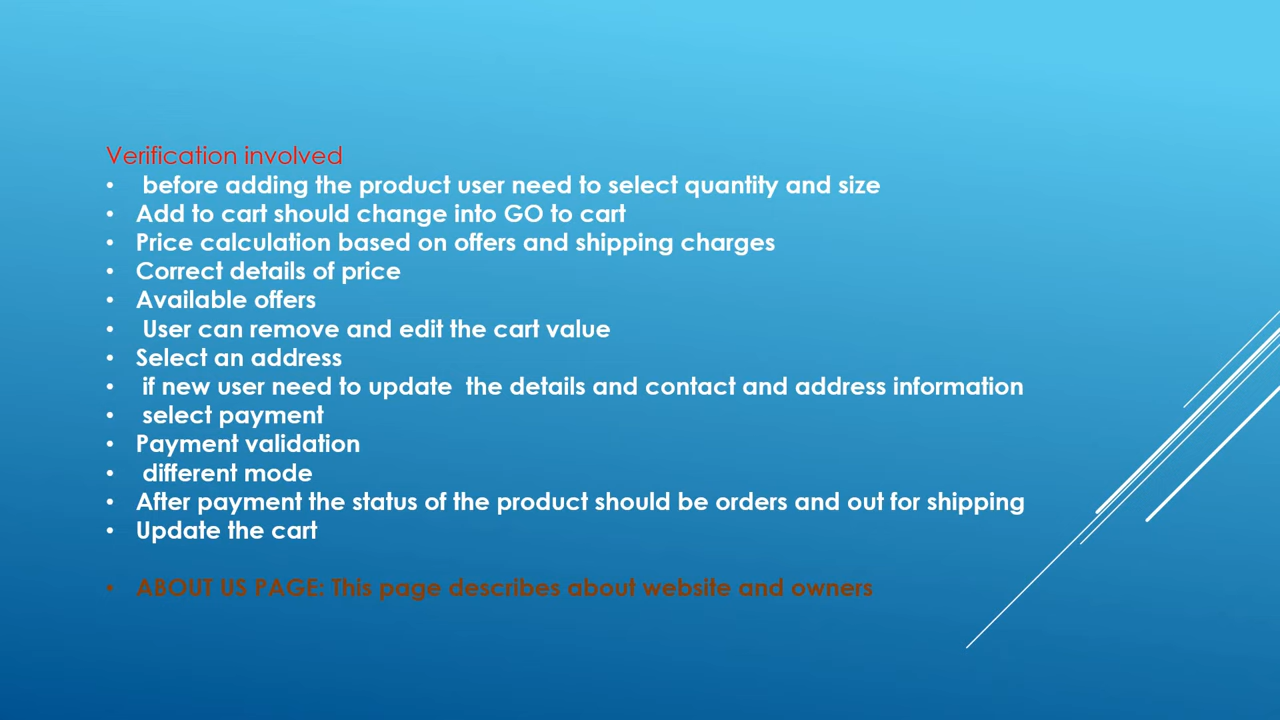 Verification involved
• before adding the product user need to select quantity and size
• Add to cart should change into GO to cart
• Price calculation based on offers and shipping charges
• Correct details of price
• Available offers
• User can remove and edit the cart value
• Select an address
• if new user need to update the details and contact and address information
• select payment
• Payment validation
• different mode
• After payment the status of the product should be orders and out for shipping
• Update the cart
• ABOUT US PAGE: This page describes about website and owners